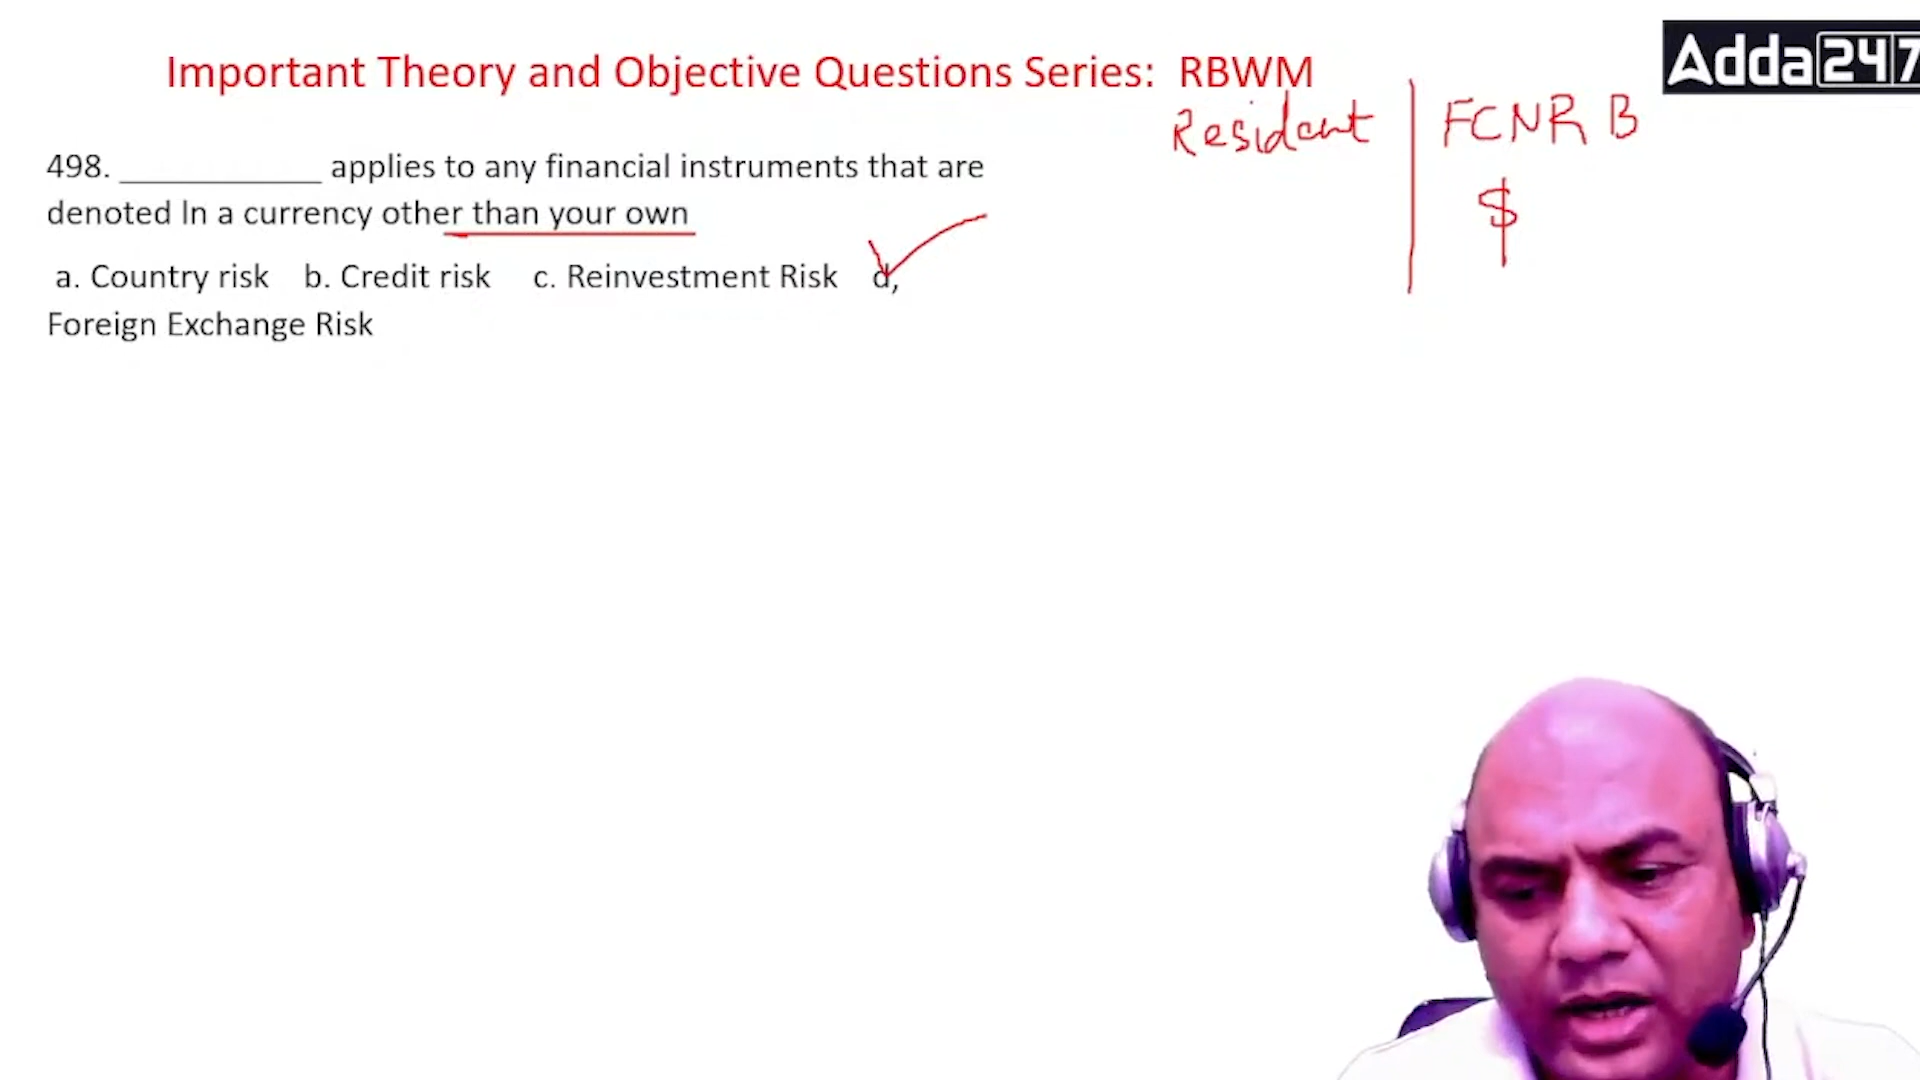 Important Theory and Objective Questions Series: RBWM
Adda247
Resident
FCNR B
$
498. ____________ applies to any financial instruments that are
denoted In a currency other than your own
a. Country risk b. Credit risk c. Reinvestment Risk d,
Foreign Exchange Risk